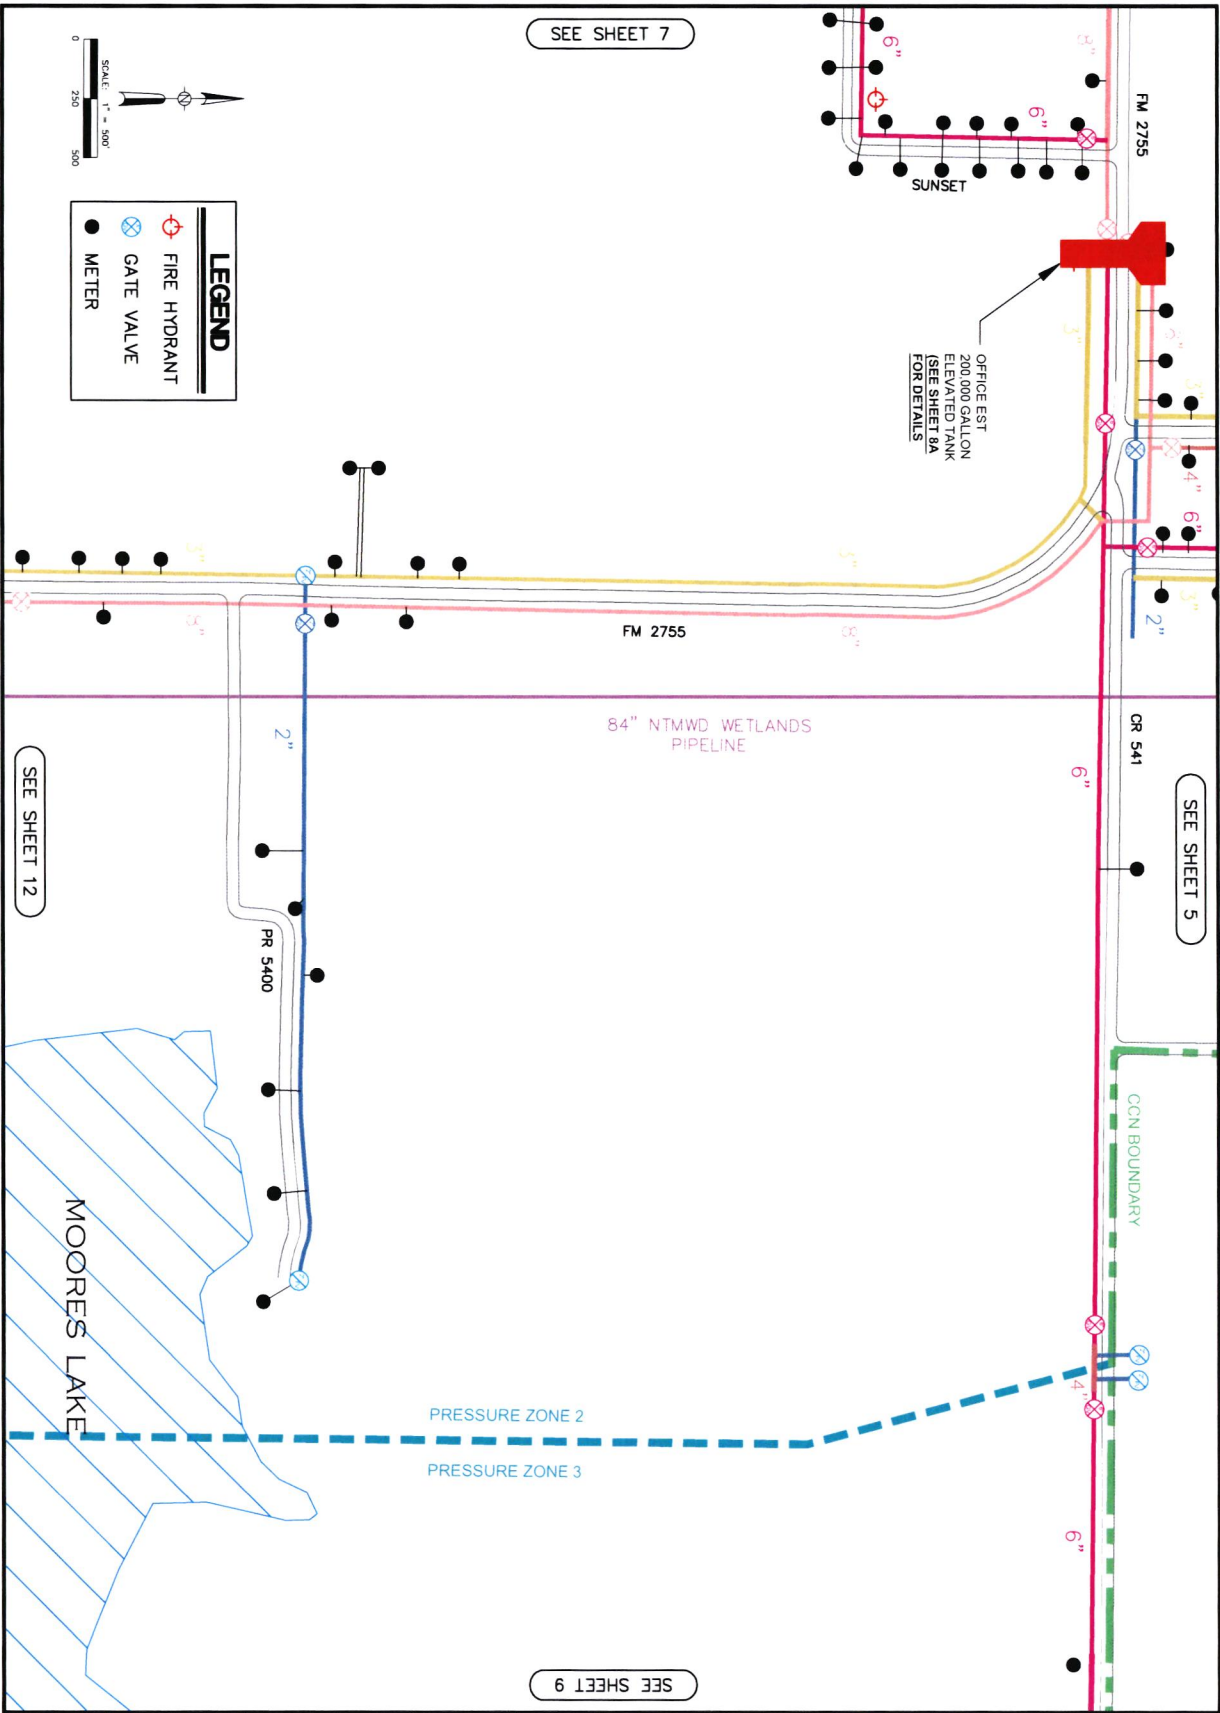 SEE SHEET 7
SEE SHEET 5
SEE SHEET 9
SEE SHEET 12
FM 2755
8"
6"
6"
SUNSET
OFFICE EST
200,000 GALLON
ELEVATED TANK
(SEE SHEET 8A
FOR DETAILS
3"
3"
4"
6"
3"
2"
CR 541
6"
CCN BOUNDARY
4"
6"
3"
8"
FM 2755
84" NTMWD WETLANDS
PIPELINE
3"
8"
2"
PR 5400
PRESSURE ZONE 2
PRESSURE ZONE 3
MOORES LAKE
LEGEND
FIRE HYDRANT
GATE VALVE
METER
N
SCALE: 1" = 500'
0
250
500